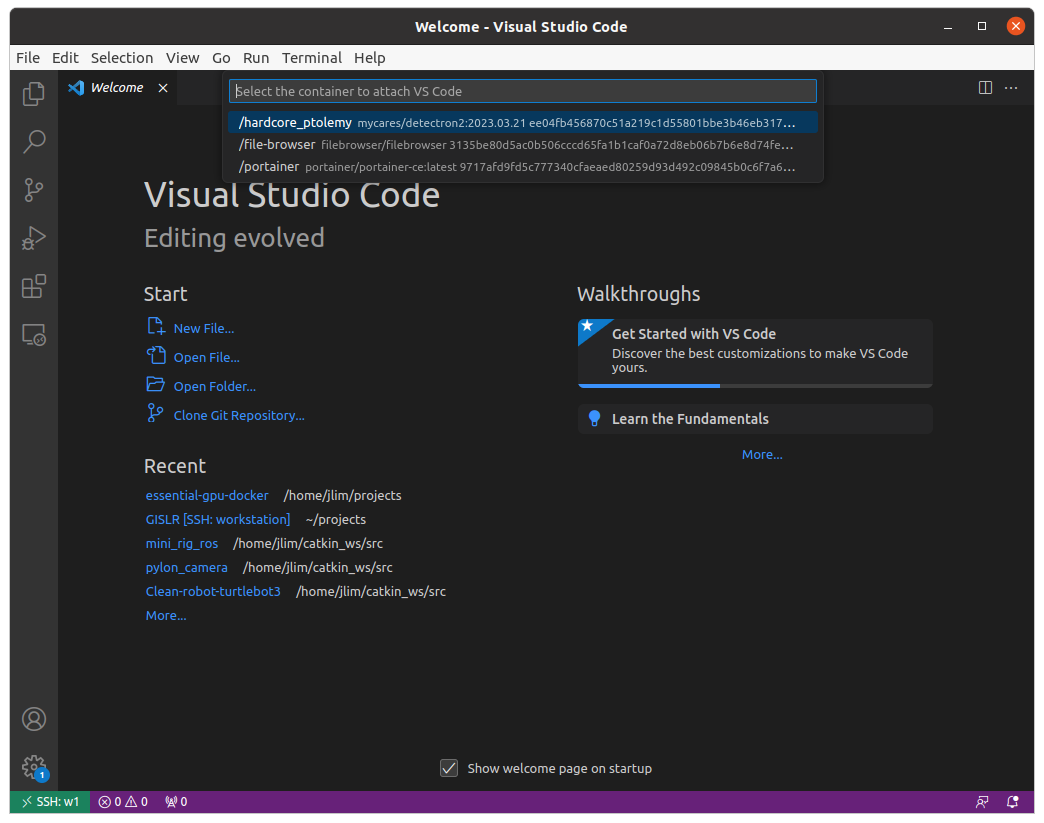 Welcome - Visual Studio Code
File Edit Selection View Go Run Terminal Help
Welcome
Select the container to attach VS Code
/hardcore_ptolemy mycares/detectron2:2023.03.21 ee04fb456870c51a219c1d55801bbe3b46eb317...
/file-browser filebrowser/filebrowser 3135be80d5ac0b506cccd65fa1b1caf0a72d8eb06b7b6e8d74fe...
/portainer portainer/portainer-ce:latest 9717afd9fd5c777340cfaeaed80259d93d492c09845b0c6f7a6...
Visual Studio Code
Editing evolved
Start
New File...
Open File...
Open Folder...
Clone Git Repository...
Recent
essential-gpu-docker /home/jlim/projects
GISLR [SSH: workstation] ~/projects
mini_rig_ros /home/jlim/catkin_ws/src
pylon_camera /home/jlim/catkin_ws/src
Clean-robot-turtlebot3 /home/jlim/catkin_ws/src
More...
Walkthroughs
Get Started with VS Code
Discover the best customizations to make VS Code
yours.
Learn the Fundamentals
More...
Show welcome page on startup
1
SSH: w1 0 0 0